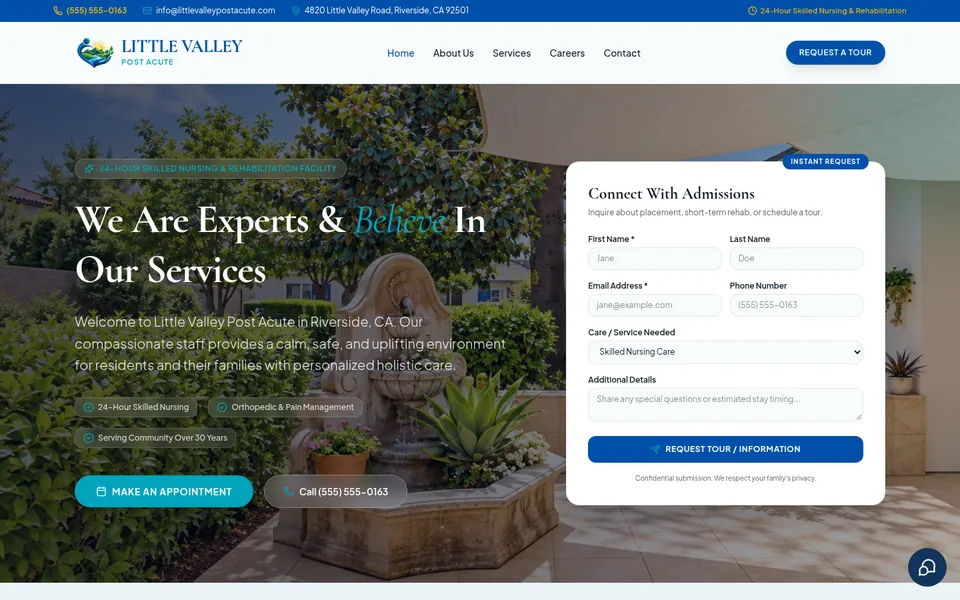 (555) 555-0163
info@littlevalleypostacute.com
4820 Little Valley Road, Riverside, CA 92501
24-Hour Skilled Nursing & Rehabilitation
LITTLE VALLEY
POST ACUTE
Home
About Us
Services
Careers
Contact
REQUEST A TOUR
24-HOUR SKILLED NURSING & REHABILITATION FACILITY
We Are Experts & Believe In
Our Services
Welcome to Little Valley Post Acute in Riverside, CA. Our
compassionate staff provides a calm, safe, and uplifting environment
for residents and their families with personalized holistic care.
24-Hour Skilled Nursing
Orthopedic & Pain Management
Serving Community Over 30 Years
MAKE AN APPOINTMENT
Call (555) 555-0163
INSTANT REQUEST
Connect With Admissions
Inquire about placement, short-term rehab, or schedule a tour.
First Name *
Last Name
Jane
Doe
Email Address *
Phone Number
jane@example.com
(555) 555-0163
Care / Service Needed
Skilled Nursing Care
Additional Details
Share any special questions or estimated stay timing...
REQUEST TOUR / INFORMATION
Confidential submission. We respect your family's privacy.